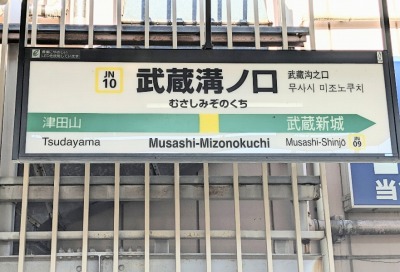 JN
10
武蔵溝ノ口
武蔵沟之口
무사시 미조노쿠치
むさしみぞのくち
津田山
武蔵新城
Tsudayama
Musashi-Mizonokuchi
Musashi-Shinjō
JN
09
当